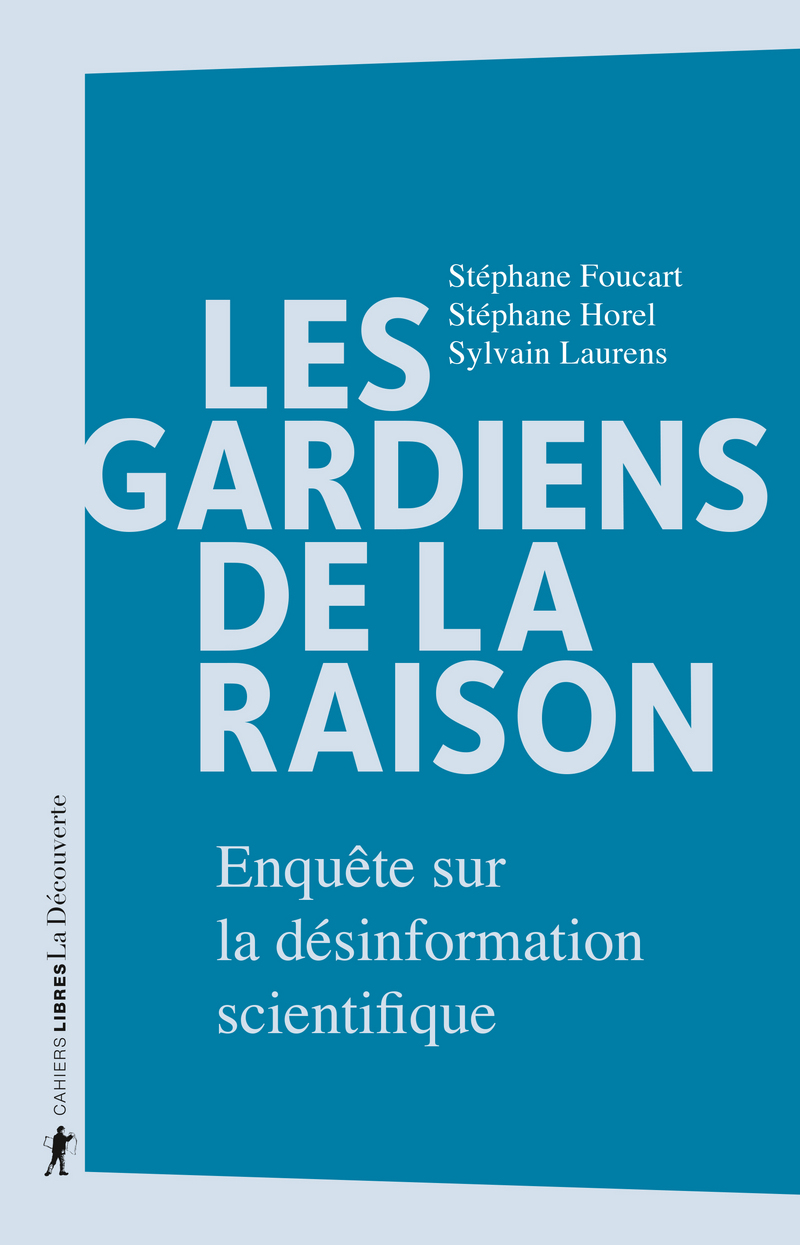 Stéphane Foucart
Stéphane Horel
Sylvain Laurens
LES
GARDIENS
DE LA
RAISON
Enquête sur
la désinformation
scientifique
CAHIERS LIBRES La Découverte